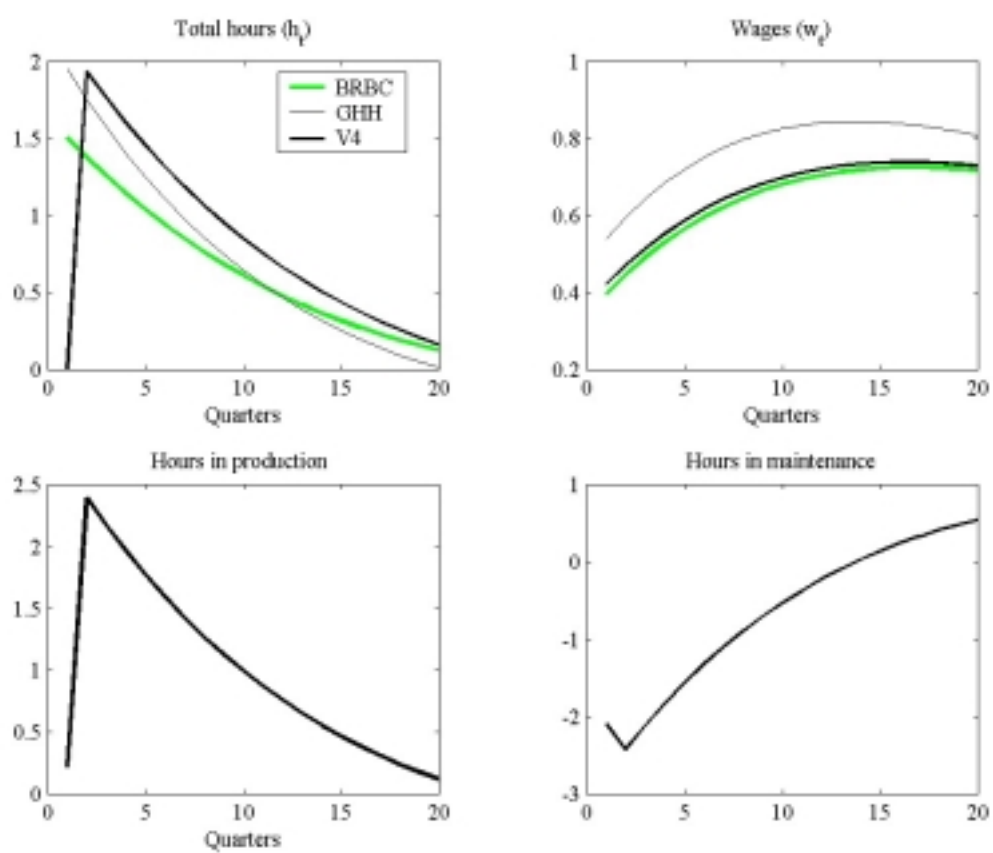 Total hours (h_t)
2
1.5
1
0.5
0
0 5 10 15 20
Quarters
BRBC
GHH
V4
Wages (w_t)
1
0.8
0.6
0.4
0.2
0 5 10 15 20
Quarters
Hours in production
2.5
2
1.5
1
0.5
0
0 5 10 15 20
Quarters
Hours in maintenance
1
0
-1
-2
-3
0 5 10 15 20